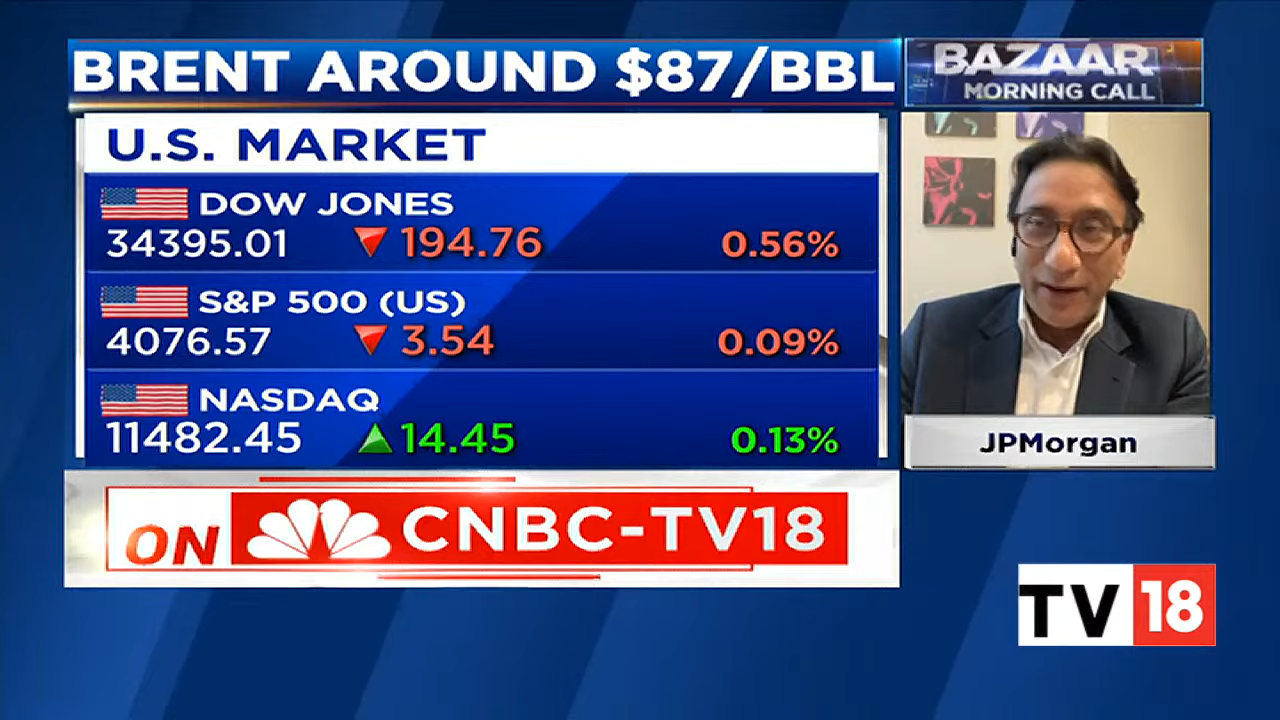 BRENT AROUND $87/BBL
BAZAAR
MORNING CALL
U.S. MARKET
DOW JONES
34395.01 ▼ 194.76 0.56%
S&P 500 (US)
4076.57 ▼ 3.54 0.09%
NASDAQ
11482.45 ▲ 14.45 0.13%
JPMorgan
ON CNBC-TV18
TV18